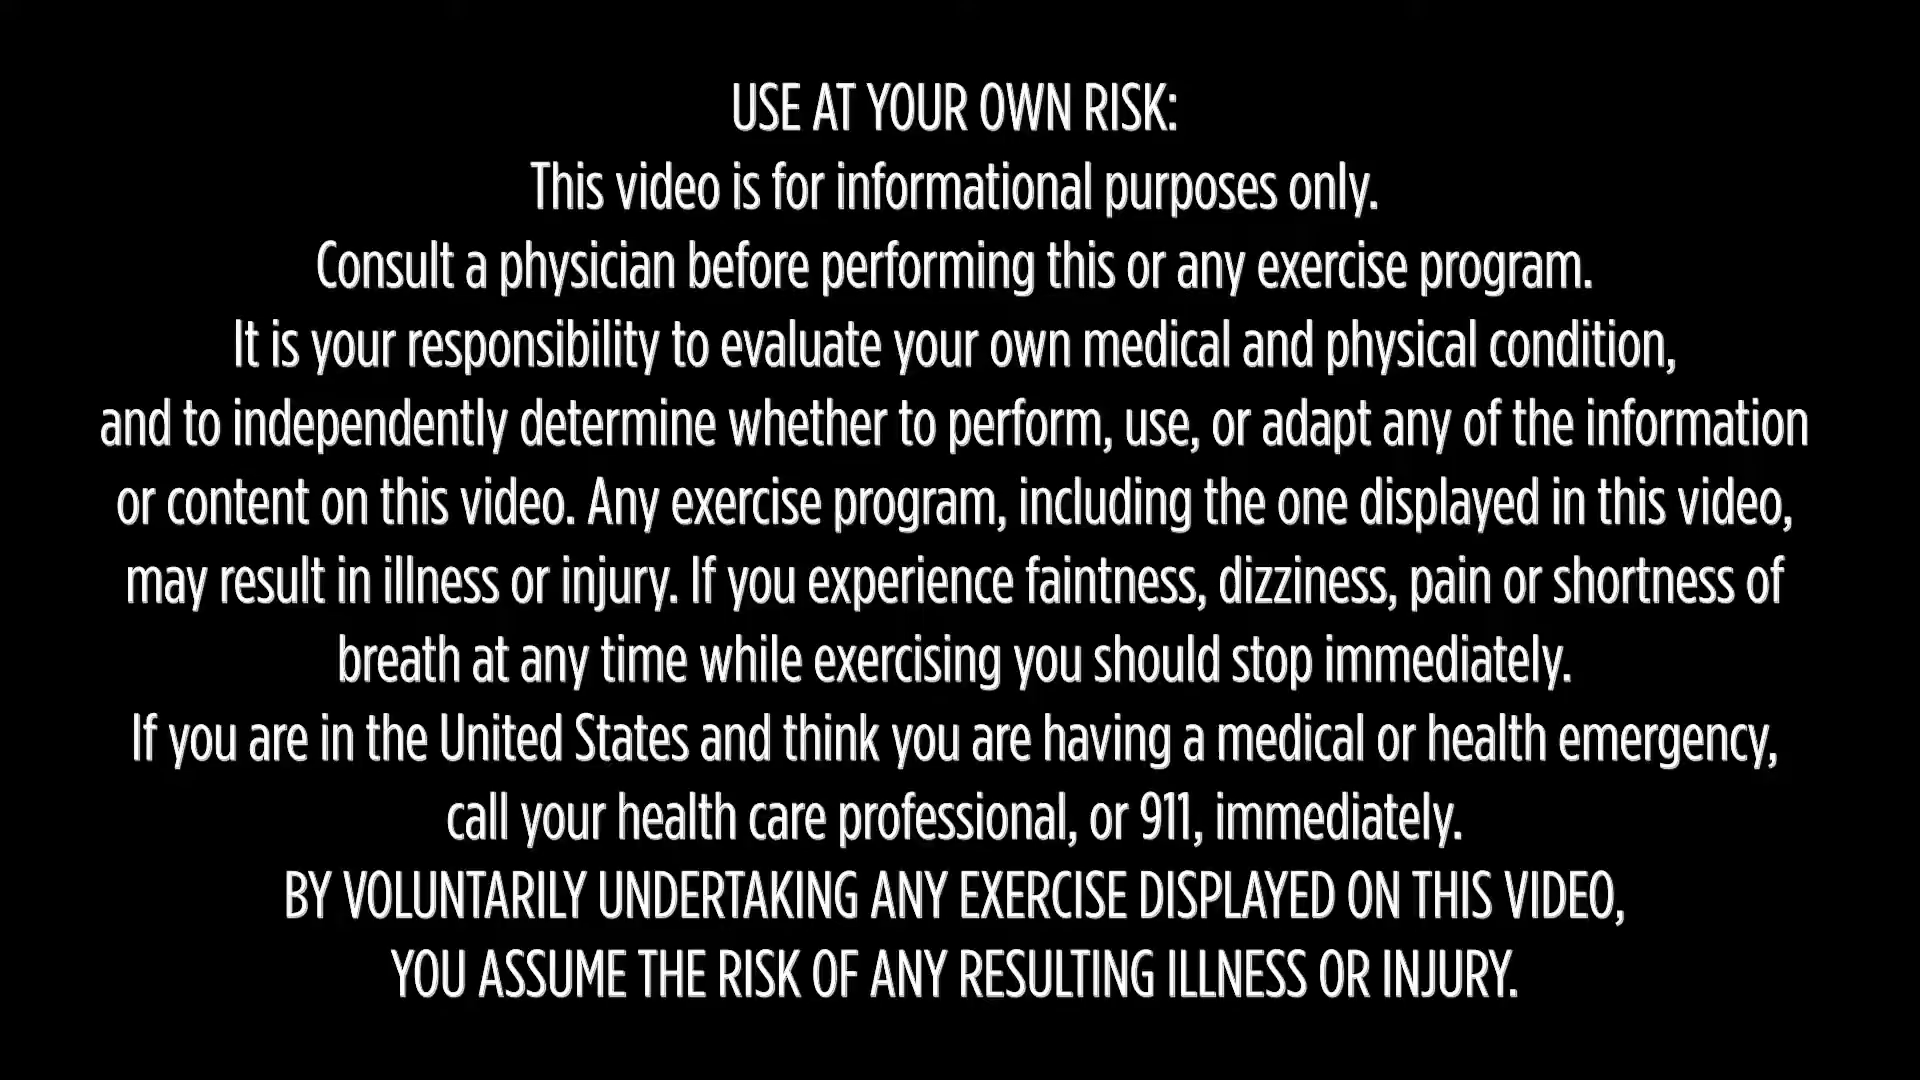 USE AT YOUR OWN RISK:
This video is for informational purposes only.
Consult a physician before performing this or any exercise program.
It is your responsibility to evaluate your own medical and physical condition,
and to independently determine whether to perform, use, or adapt any of the information
or content on this video. Any exercise program, including the one displayed in this video,
may result in illness or injury. If you experience faintness, dizziness, pain or shortness of
breath at any time while exercising you should stop immediately.
If you are in the United States and think you are having a medical or health emergency,
call your health care professional, or 911, immediately.
BY VOLUNTARILY UNDERTAKING ANY EXERCISE DISPLAYED ON THIS VIDEO,
YOU ASSUME THE RISK OF ANY RESULTING ILLNESS OR INJURY.